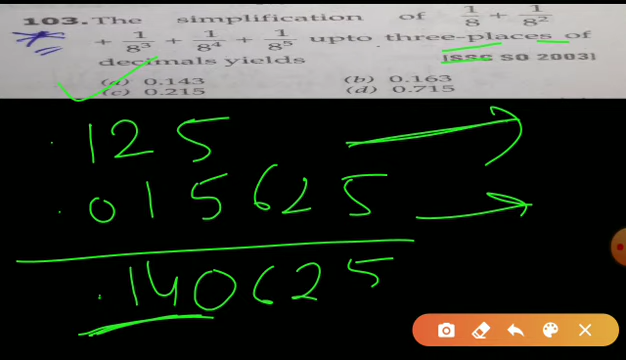 103. The simplification of 1/8 + 1/8²
+ 1/8³ + 1/8⁴ + 1/8⁵ upto three-places of
decimals yields [SSC SO 2003]
(a) 0.143 (b) 0.163
(c) 0.215 (d) 0.715
.125
.015625
.140625